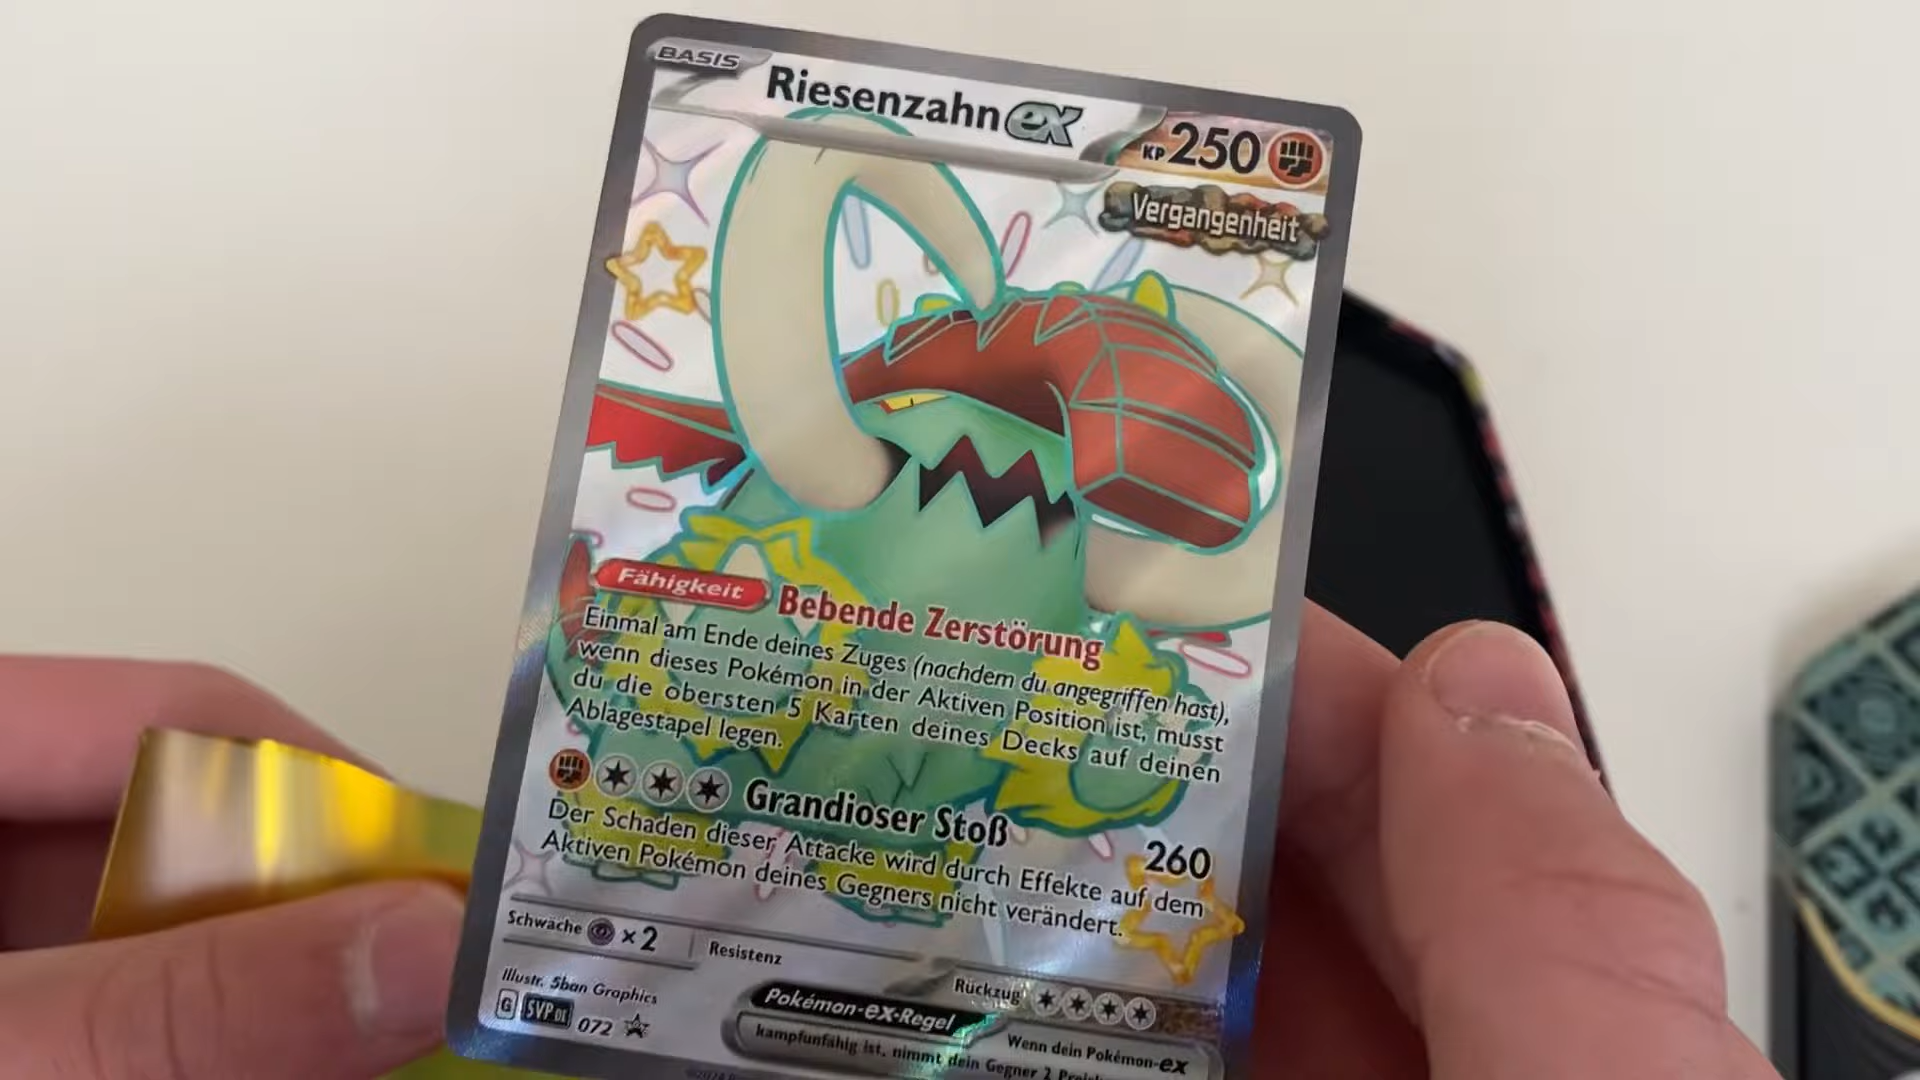 BASIS
Riesenzahn ex
KP 250
Vergangenheit
Fähigkeit Bebende Zerstörung
Einmal am Ende deines Zuges (nachdem du angegriffen hast),
wenn dieses Pokémon in der Aktiven Position ist, musst
du die obersten 5 Karten deines Decks auf deinen
Ablagestapel legen.
Grandioser Stoß 260
Der Schaden dieser Attacke wird durch Effekte auf dem
Aktiven Pokémon deines Gegners nicht verändert.
Schwäche ×2 Resistenz
Rückzug
Illustr. 5ban Graphics
G SVP DE 072
Pokémon-ex-Regel
Wenn dein Pokémon-ex
kampfunfähig ist, nimmt dein Gegner 2